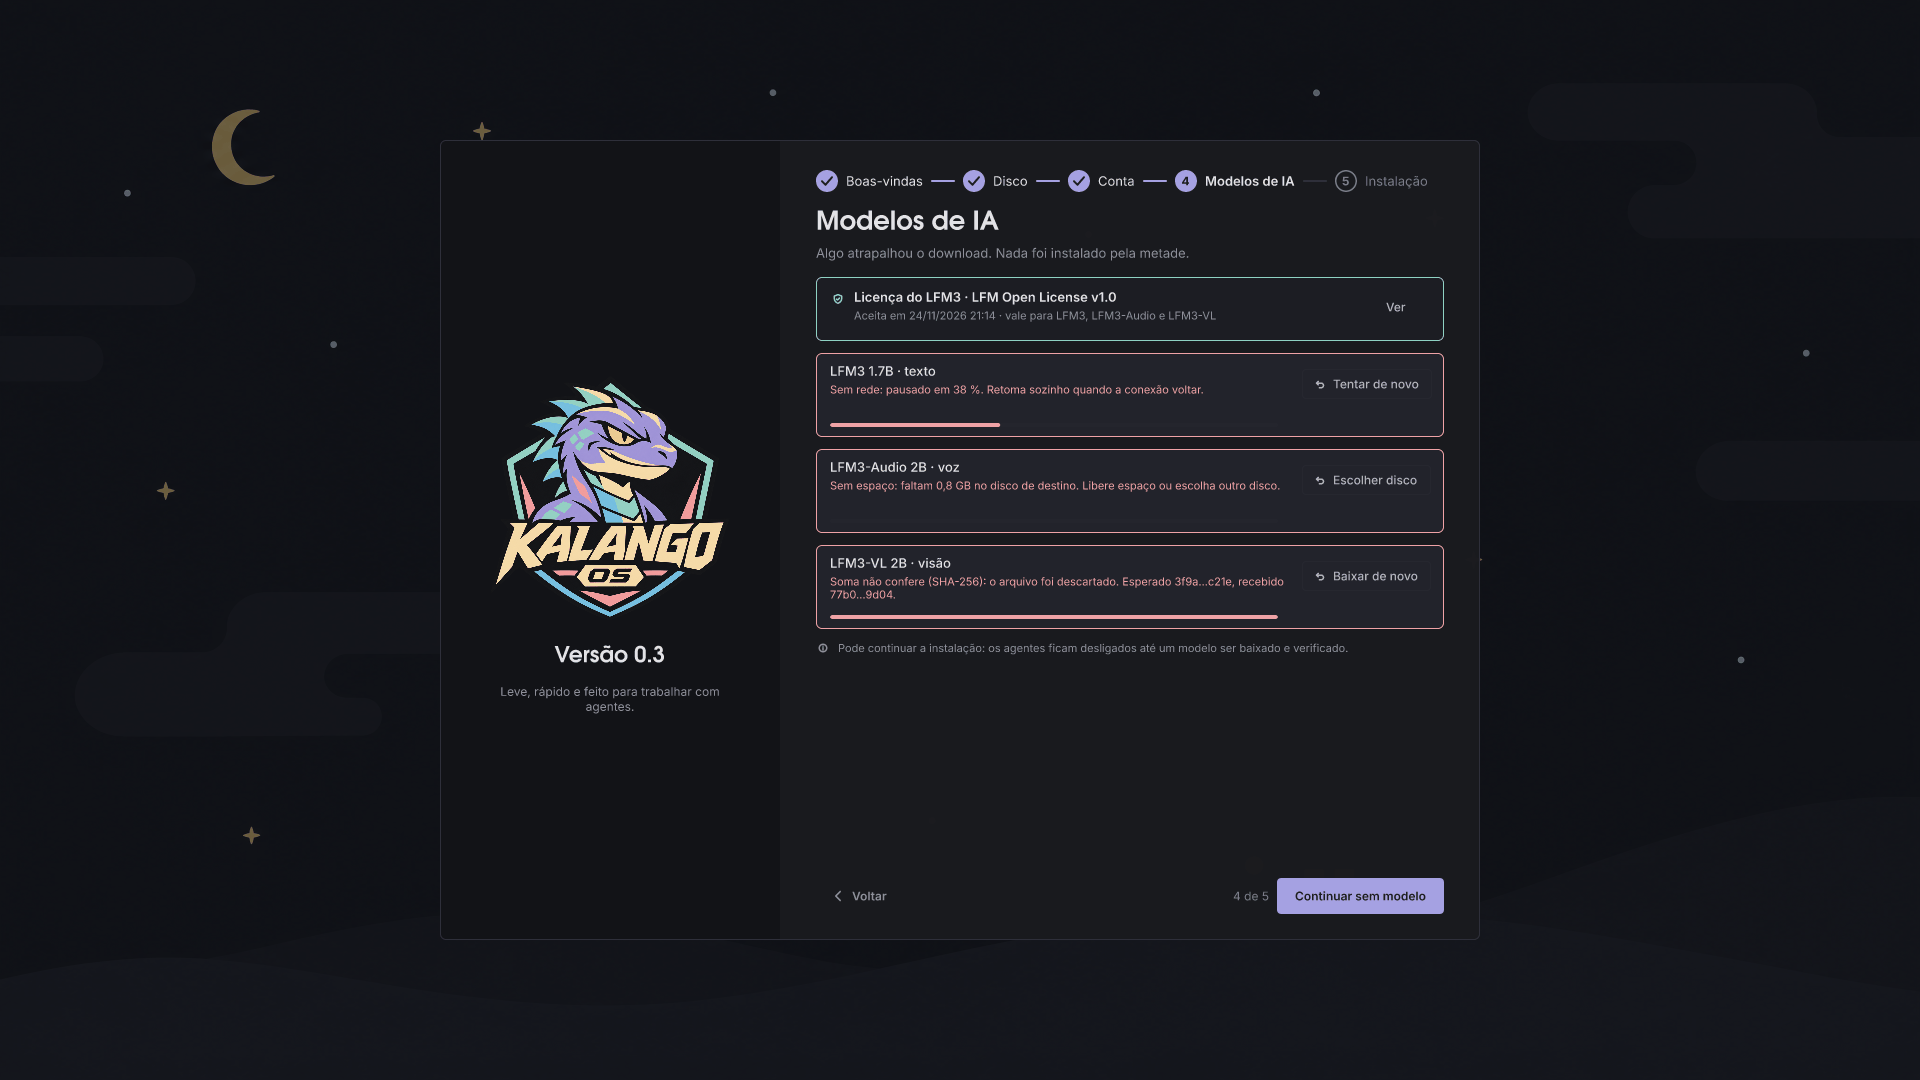 Boas-vindas
Disco
Conta
4 Modelos de IA
5 Instalação
Modelos de IA
Algo atrapalhou o download. Nada foi instalado pela metade.
Licença do LFM3 · LFM Open License v1.0
Aceita em 24/11/2026 21:14 · vale para LFM3, LFM3-Audio e LFM3-VL
Ver
LFM3 1.7B · texto
Sem rede: pausado em 38 %. Retoma sozinho quando a conexão voltar.
Tentar de novo
LFM3-Audio 2B · voz
Sem espaço: faltam 0,8 GB no disco de destino. Libere espaço ou escolha outro disco.
Escolher disco
LFM3-VL 2B · visão
Soma não confere (SHA-256): o arquivo foi descartado. Esperado 3f9a...c21e, recebido
77b0...9d04.
Baixar de novo
Pode continuar a instalação: os agentes ficam desligados até um modelo ser baixado e verificado.
KALANGO
OS
Versão 0.3
Leve, rápido e feito para trabalhar com
agentes.
Voltar
4 de 5
Continuar sem modelo